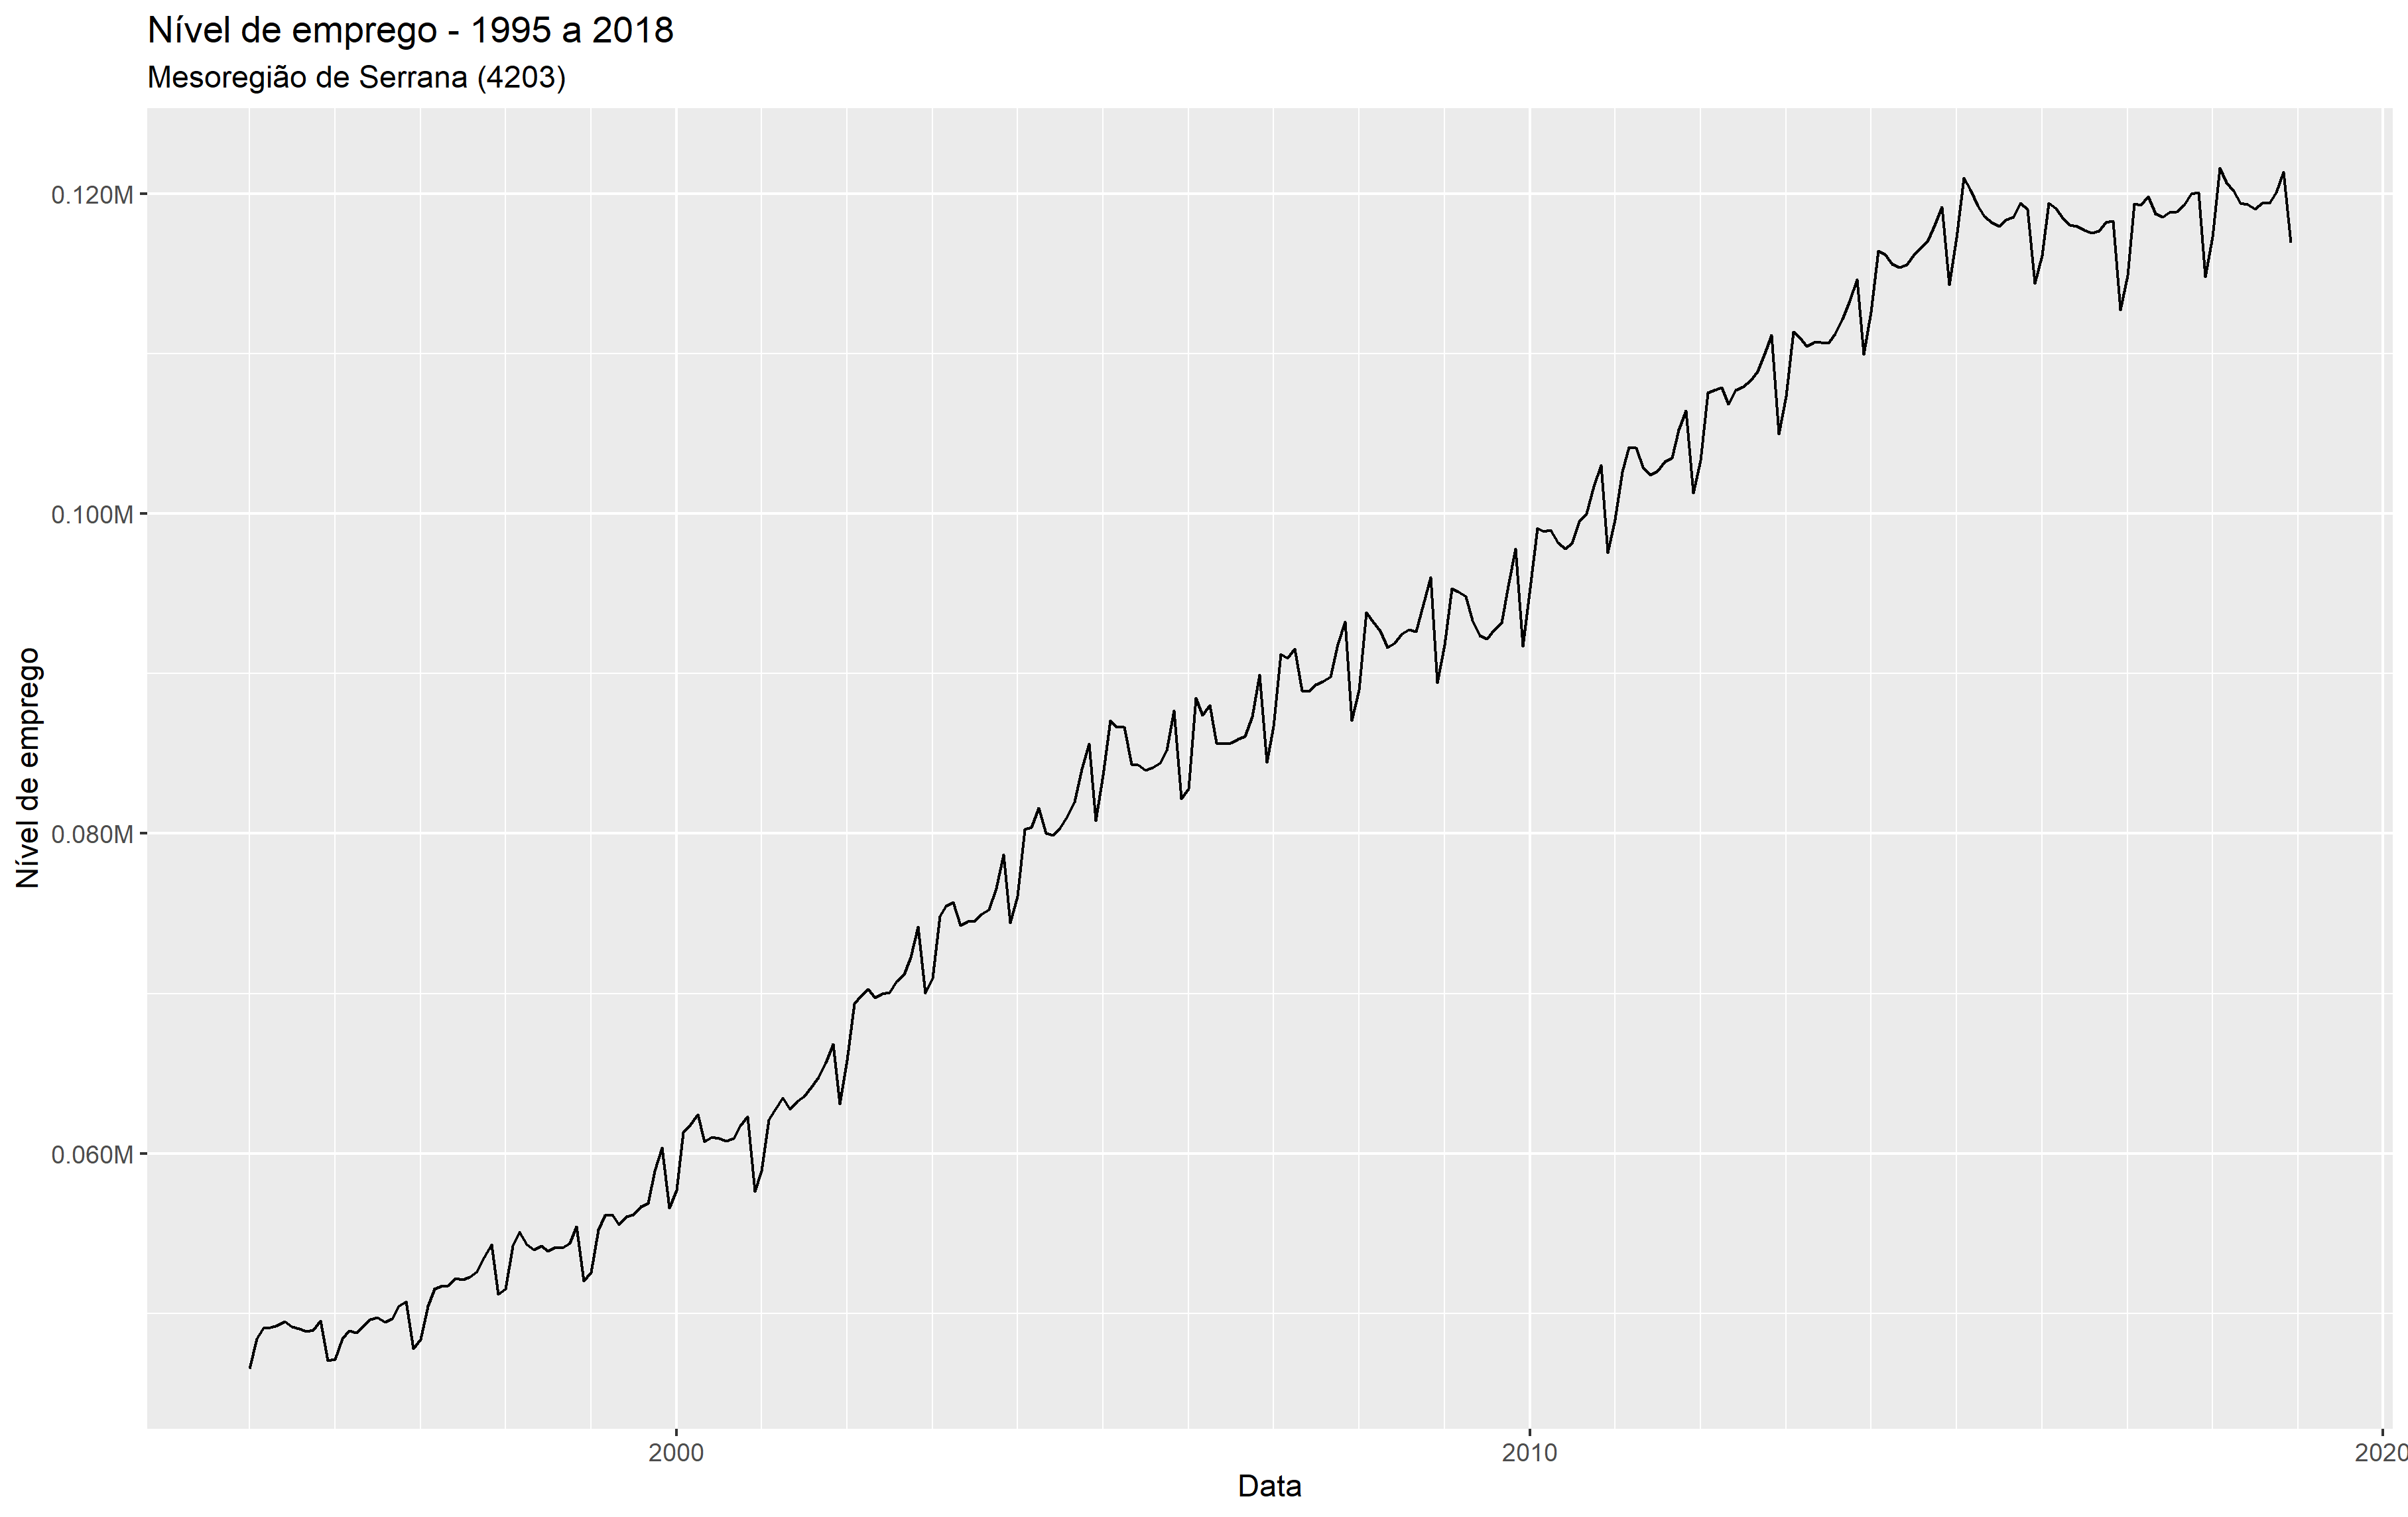 Nível de emprego - 1995 a 2018
Mesoregião de Serrana (4203)
Nível de emprego
0.120M
0.100M
0.080M
0.060M
2000
2010
2020
Data